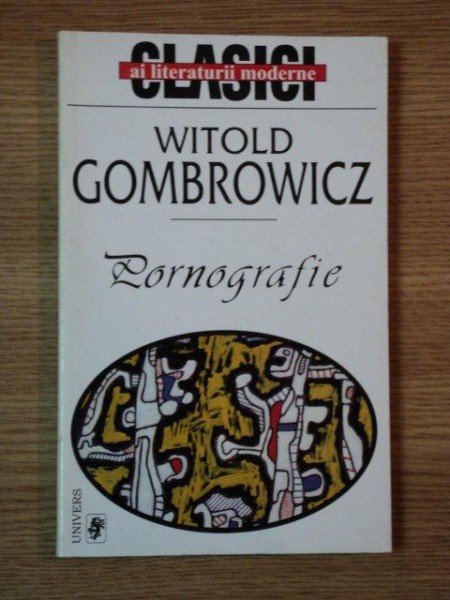 CLASICI
ai literaturii moderne
WITOLD
GOMBROWICZ
Pornografie
UNIVERS